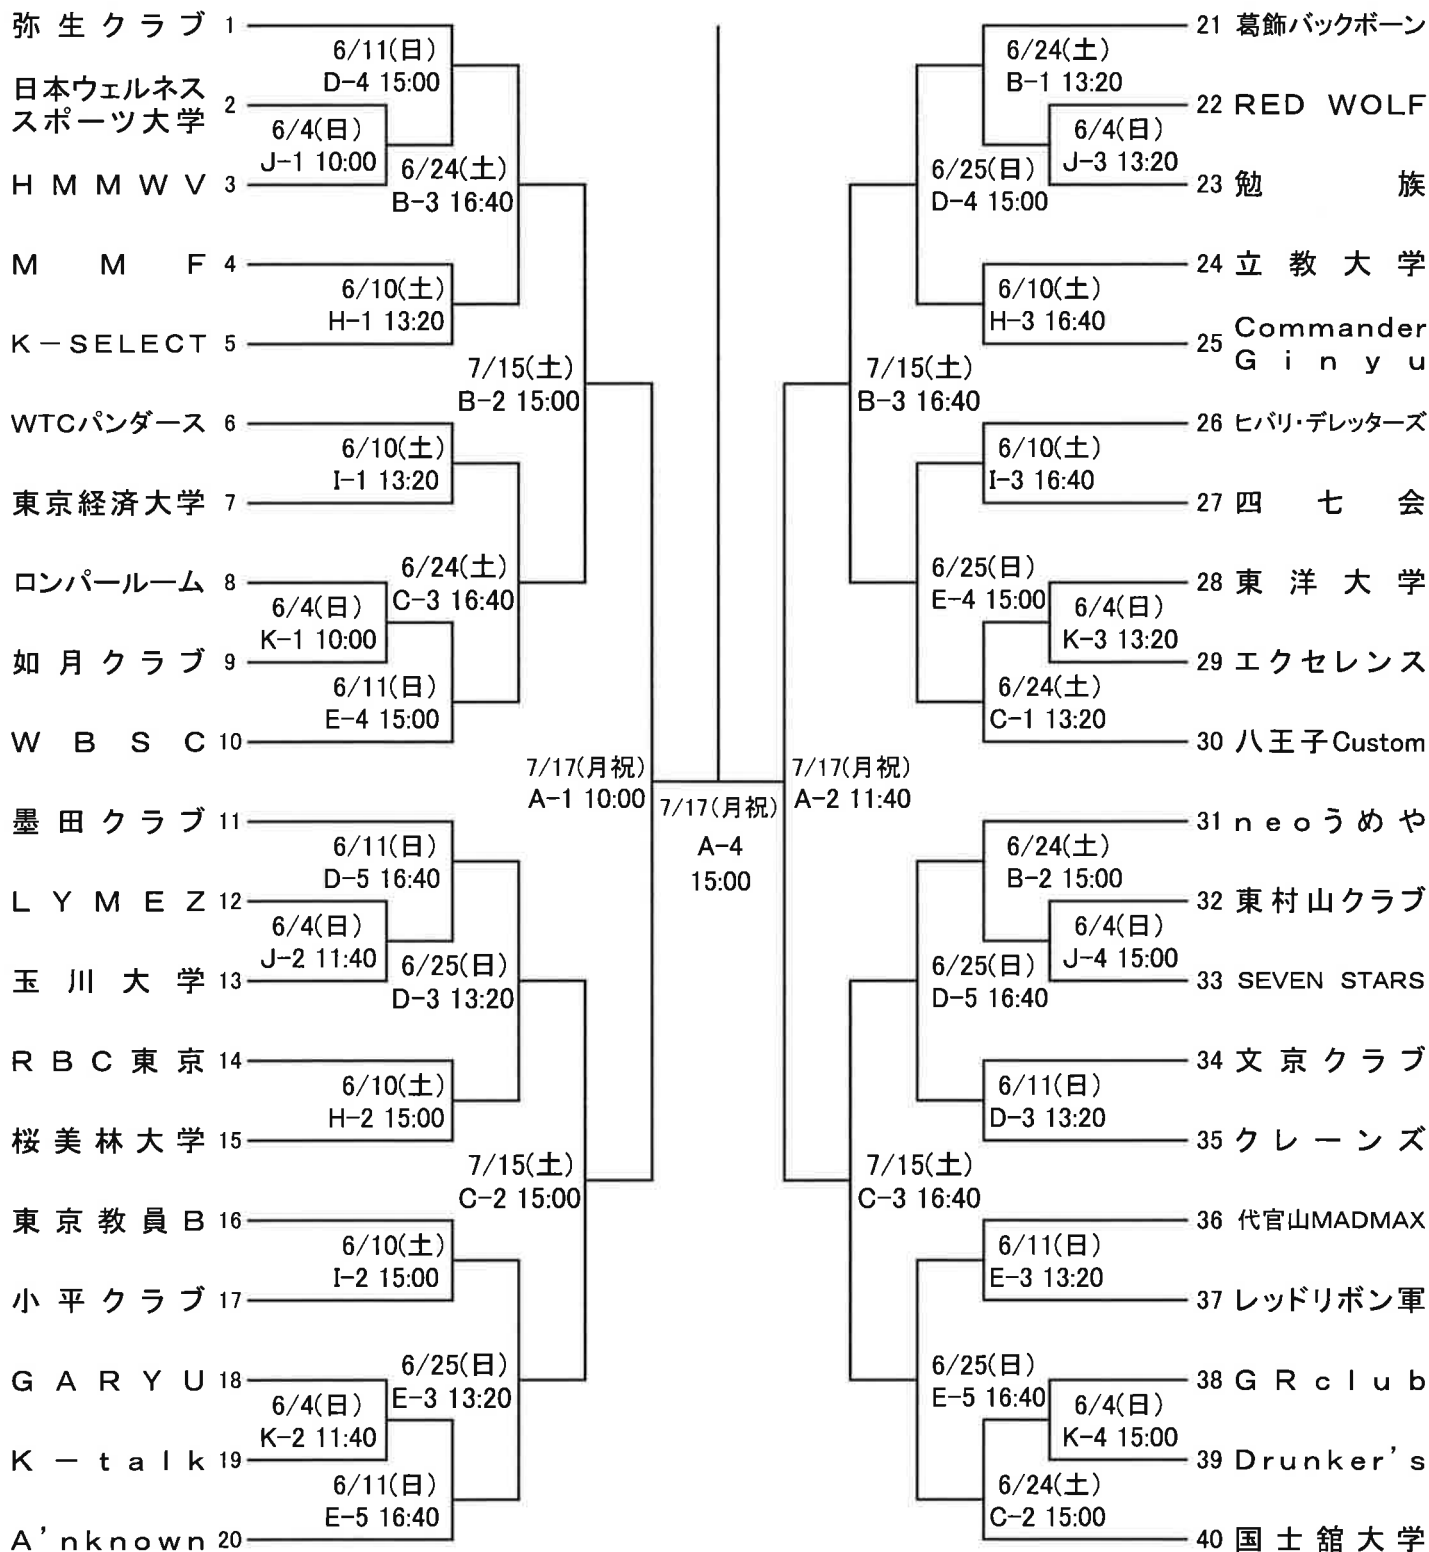 弥生クラブ 1
6/11(日)
D-4 15:00
日本ウェルネス
スポーツ大学 2
6/4(日)
J-1 10:00
HMMWV 3
6/24(土)
B-3 16:40
MMF 4
6/10(土)
H-1 13:20
K-SELECT 5
7/15(土)
B-2 15:00
WTCパンダース 6
6/10(土)
I-1 13:20
東京経済大学 7
6/24(土)
C-3 16:40
ロンパールーム 8
6/4(日)
K-1 10:00
如月クラブ 9
6/11(日)
E-4 15:00
WBSC 10
7/17(月祝)
A-1 10:00
墨田クラブ 11
6/11(日)
D-5 16:40
LYMEZ 12
6/4(日)
J-2 11:40
玉川大学 13
6/25(日)
D-3 13:20
RBC東京 14
6/10(土)
H-2 15:00
桜美林大学 15
7/15(土)
C-2 15:00
東京教員B 16
6/10(土)
I-2 15:00
小平クラブ 17
6/25(日)
E-3 13:20
GARYU 18
6/4(日)
K-2 11:40
K-talk 19
6/11(日)
E-5 16:40
A'nknown 20
7/17(月祝)
A-4
15:00
21 葛飾バックボーン
6/24(土)
B-1 13:20
22 RED WOLF
6/4(日)
J-3 13:20
23 勉族
6/25(日)
D-4 15:00
24 立教大学
6/10(土)
H-3 16:40
25 Commander
Ginyu
7/15(土)
B-3 16:40
26 ヒバリ・デレッターズ
6/10(土)
I-3 16:40
27 四七会
6/25(日)
E-4 15:00
28 東洋大学
6/4(日)
K-3 13:20
29 エクセレンス
6/24(土)
C-1 13:20
30 八王子Custom
7/17(月祝)
A-2 11:40
31 neoうめや
6/24(土)
B-2 15:00
32 東村山クラブ
6/4(日)
J-4 15:00
33 SEVEN STARS
6/25(日)
D-5 16:40
34 文京クラブ
6/11(日)
D-3 13:20
35 クレーンズ
7/15(土)
C-3 16:40
36 代官山MADMAX
6/11(日)
E-3 13:20
37 レッドリボン軍
6/25(日)
E-5 16:40
38 GRclub
6/4(日)
K-4 15:00
39 Drunker's
6/24(土)
C-2 15:00
40 国士舘大学